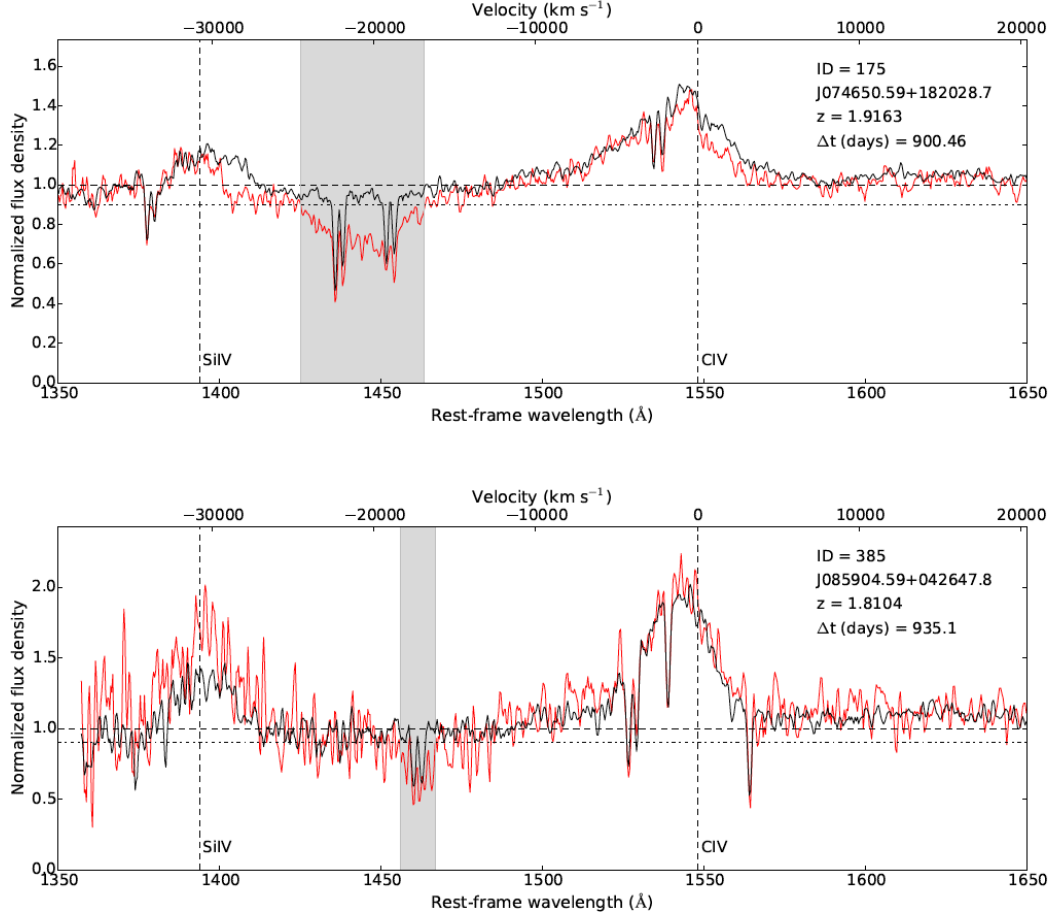 Velocity (km s⁻¹)
−30000 −20000 −10000 0 10000 20000
1.6
1.4
1.2
1.0
0.8
0.6
0.4
0.2
0.0
Normalized flux density
ID = 175
J074650.59+182028.7
z = 1.9163
Δt (days) = 900.46
SiIV
CIV
1350 1400 1450 1500 1550 1600 1650
Rest-frame wavelength (Å)
Velocity (km s⁻¹)
−30000 −20000 −10000 0 10000 20000
2.0
1.5
1.0
0.5
0.0
Normalized flux density
ID = 385
J085904.59+042647.8
z = 1.8104
Δt (days) = 935.1
SiIV
CIV
1350 1400 1450 1500 1550 1600 1650
Rest-frame wavelength (Å)